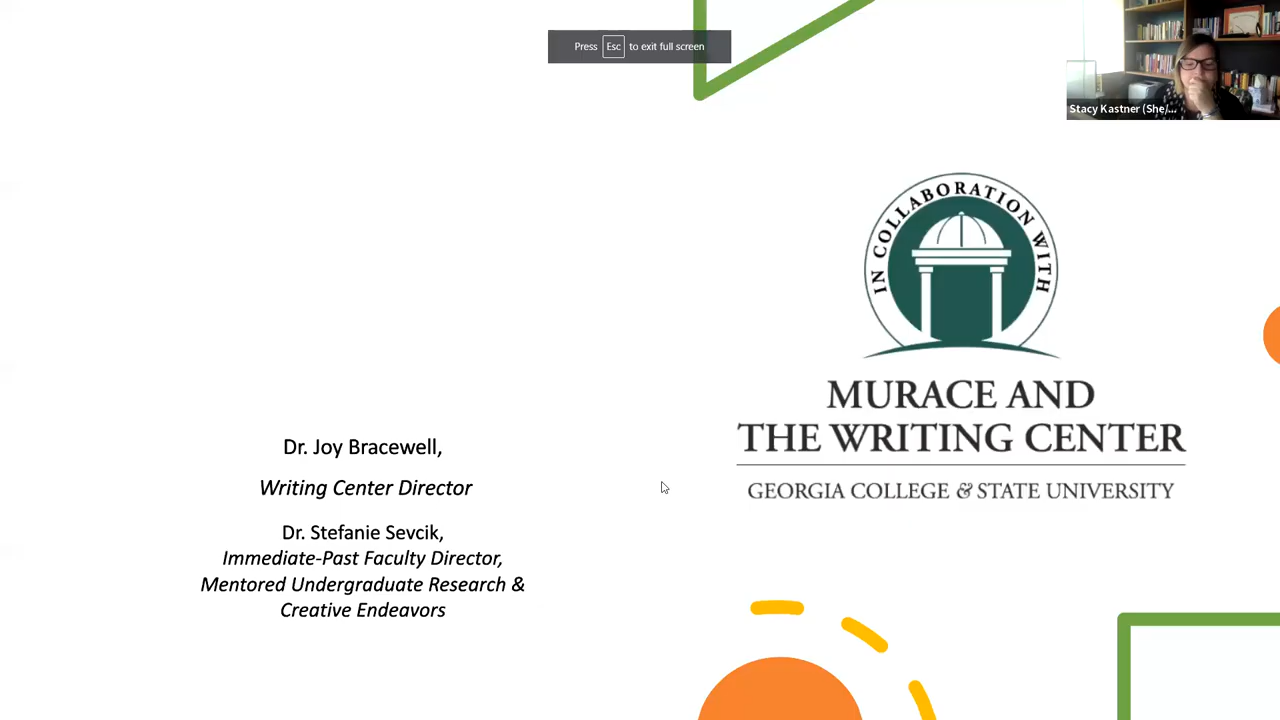 Press Esc to exit full screen
Stacy Kastner (She/...
IN COLLABORATION WITH
MURACE AND
THE WRITING CENTER
GEORGIA COLLEGE & STATE UNIVERSITY
Dr. Joy Bracewell,
Writing Center Director
Dr. Stefanie Sevcik,
Immediate-Past Faculty Director,
Mentored Undergraduate Research &
Creative Endeavors